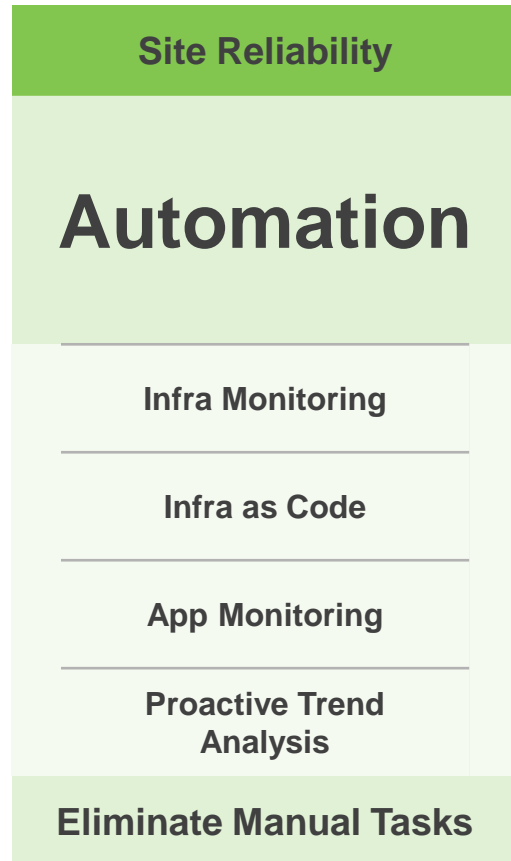 Site Reliability
Automation
Infra Monitoring
Infra as Code
App Monitoring
Proactive Trend
Analysis
Eliminate Manual Tasks